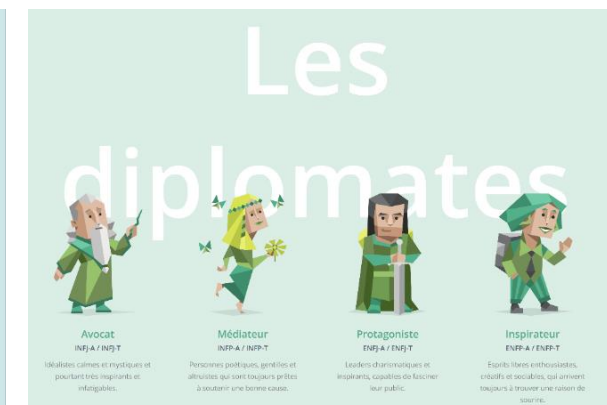 Les
diplomates
Avocat
INFJ-A / INFJ-T
Idéalistes calmes et mystiques et
pourtant très inspirants et
infatigables.
Médiateur
INFP-A / INFP-T
Personnes poétiques, gentilles et
altruistes qui sont toujours prêtes
à soutenir une bonne cause.
Protagoniste
ENFJ-A / ENFJ-T
Leaders charismatiques et
inspirants, capables de fasciner
leur public.
Inspirateur
ENFP-A / ENFP-T
Esprits libres enthousiastes,
créatifs et sociables, qui arrivent
toujours à trouver une raison de
sourire.